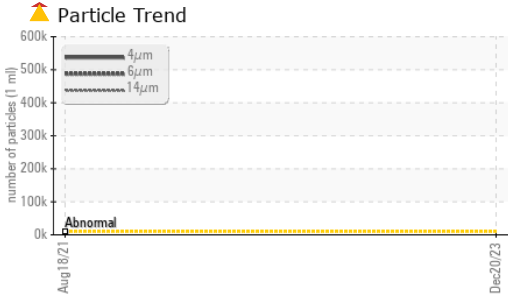 Particle Trend
600k
500k
400k
300k
200k
100k
0k
number of particles (1 ml)
4μm
6μm
14μm
Abnormal
Aug18/21
Dec20/23